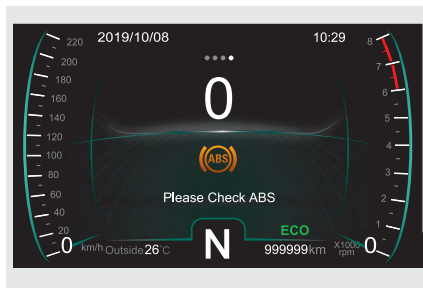 2019/10/08 10:29
220
200
180
160
140
120
100
80
60
40
20
0 km/h
8
7
6
5
4
3
2
1
0
X1000
rpm
0
ABS
Please Check ABS
ECO
Outside 26°C
N
999999km